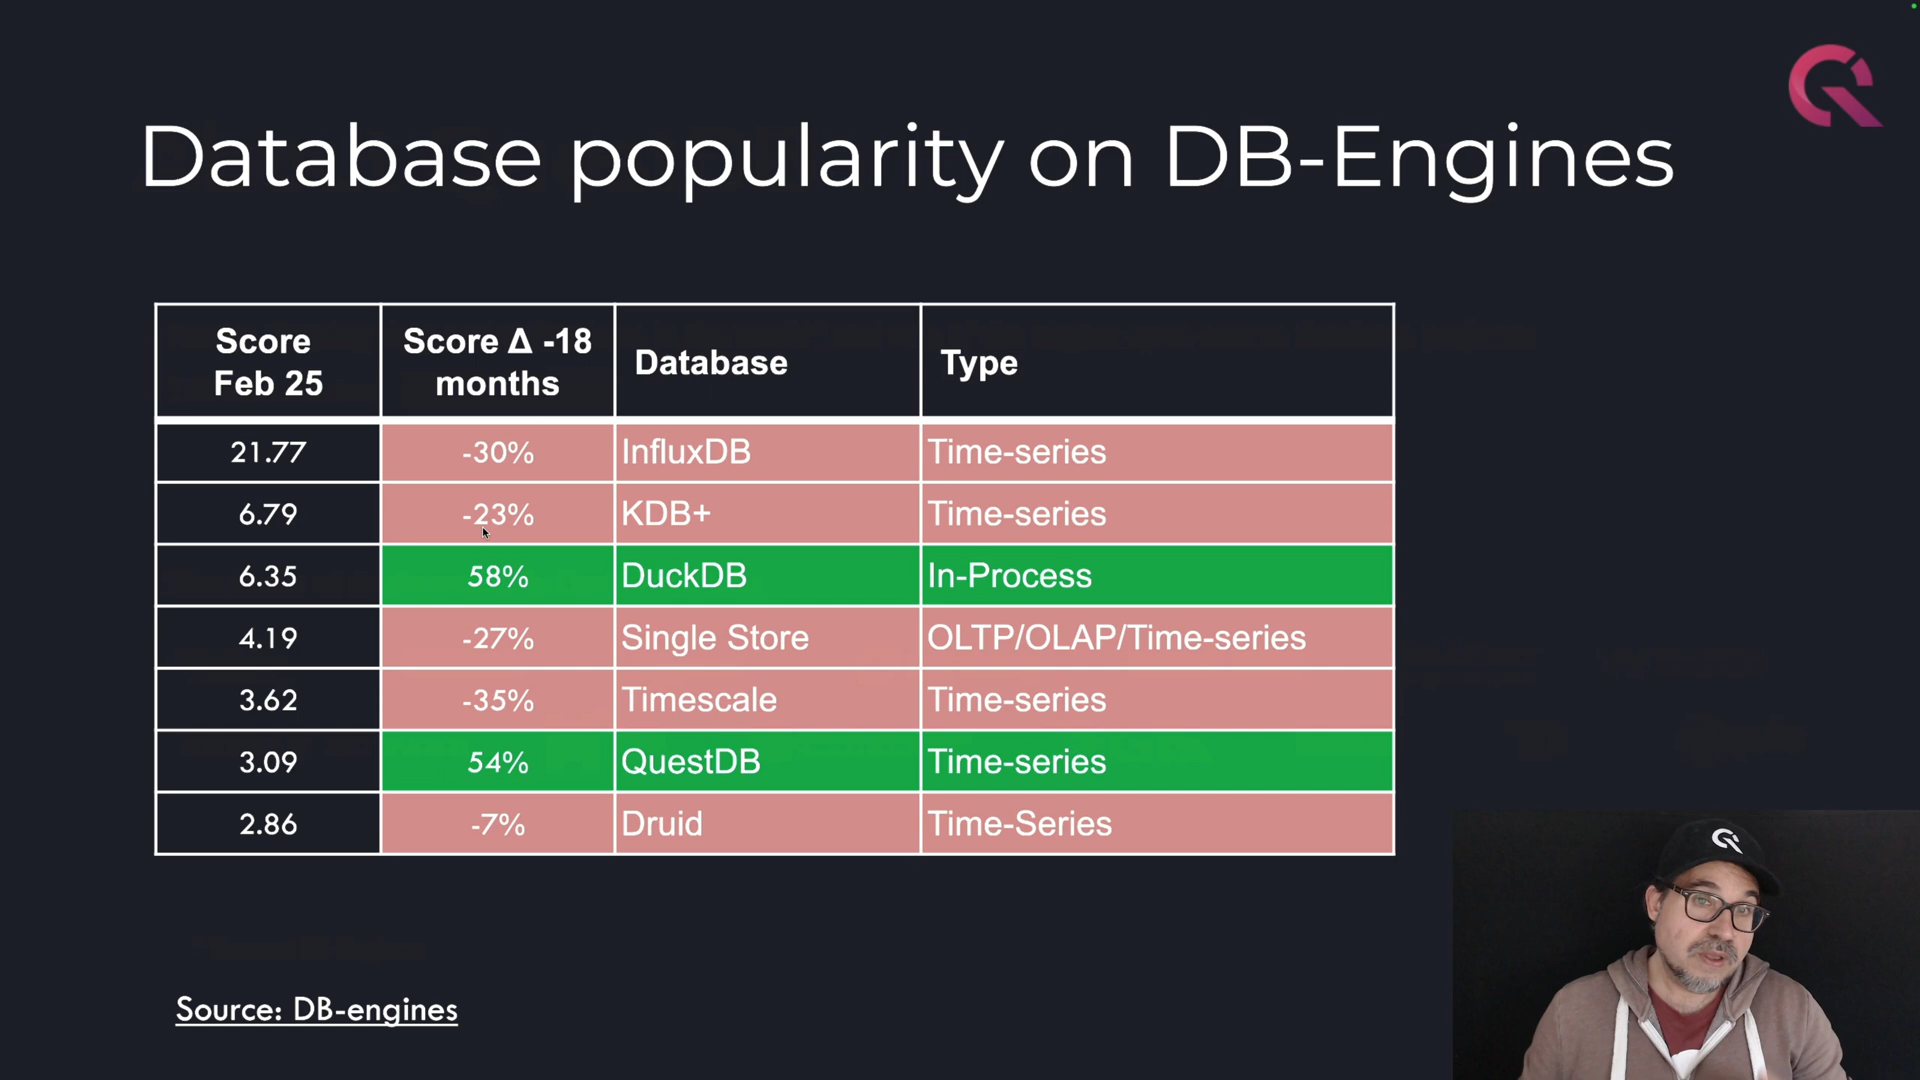 Database popularity on DB-Engines
Score Feb 25 | Score Δ -18 months | Database | Type
21.77 | -30% | InfluxDB | Time-series
6.79 | -23% | KDB+ | Time-series
6.35 | 58% | DuckDB | In-Process
4.19 | -27% | Single Store | OLTP/OLAP/Time-series
3.62 | -35% | Timescale | Time-series
3.09 | 54% | QuestDB | Time-series
2.86 | -7% | Druid | Time-Series
Source: DB-engines